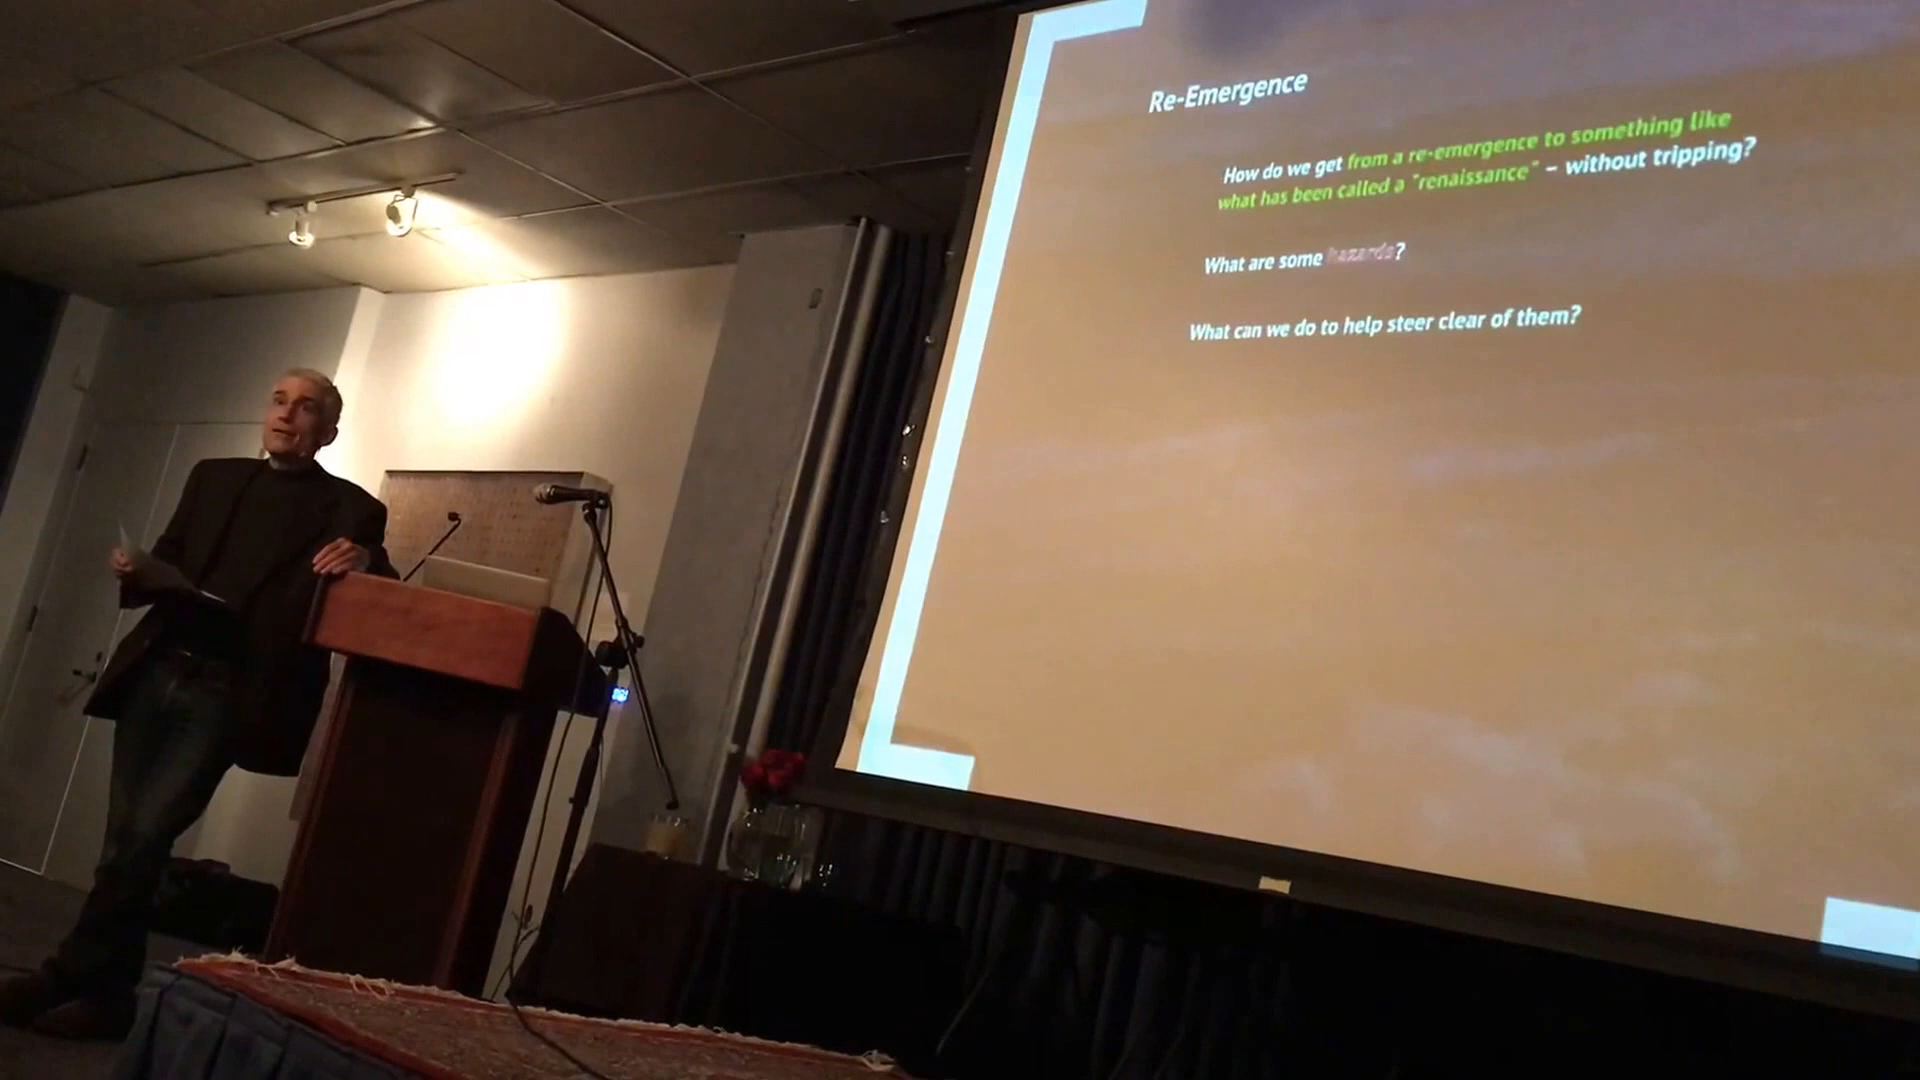 Re-Emergence
How do we get from a re-emergence to something like
what has been called a "renaissance" – without tripping?
What are some hazards?
What can we do to help steer clear of them?